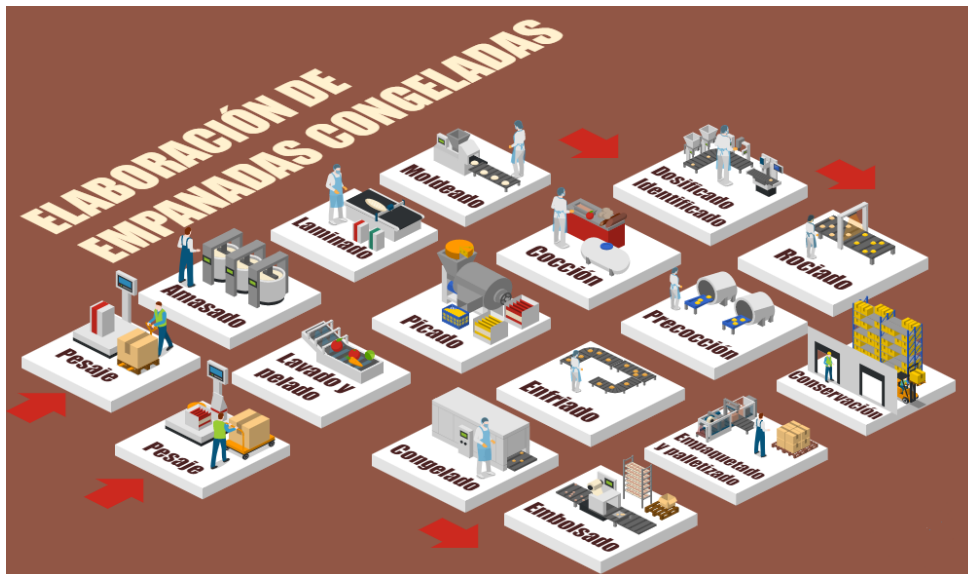 ELABORACIÓN DE
EMPANADAS CONGELADAS
Pesaje
Amasado
Laminado
Moldeado
Dosificado
Identificado
Rociado
Pesaje
Lavado y
pelado
Picado
Cocción
Precocción
Enfriado
Congelado
Embolsado
Empaquetado
y palletizado
Conservación